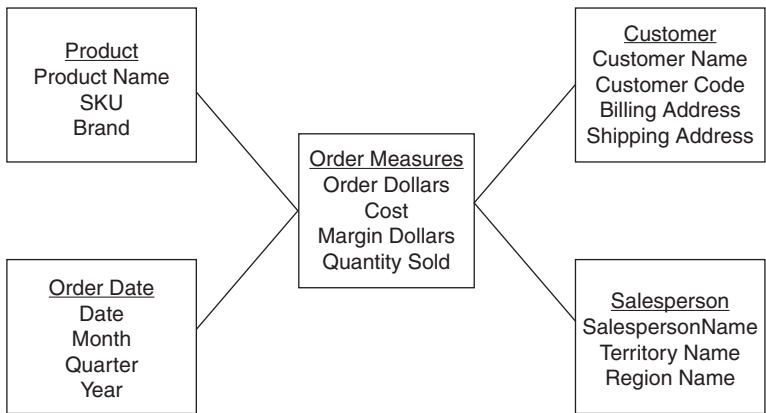 Product
Product Name
SKU
Brand
Customer
Customer Name
Customer Code
Billing Address
Shipping Address
Order Measures
Order Dollars
Cost
Margin Dollars
Quantity Sold
Order Date
Date
Month
Quarter
Year
Salesperson
SalespersonName
Territory Name
Region Name